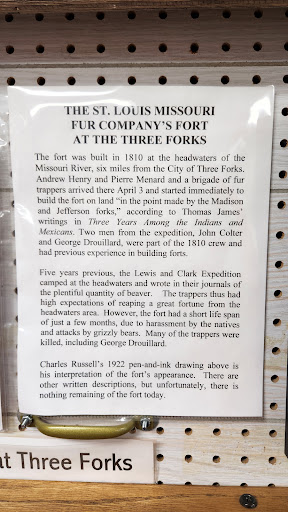 THE ST. LOUIS MISSOURI
FUR COMPANY'S FORT
AT THE THREE FORKS
The fort was built in 1810 at the headwaters of the
Missouri River, six miles from the City of Three Forks.
Andrew Henry and Pierre Menard and a brigade of fur
trappers arrived there April 3 and started immediately to
build the fort on land “in the point made by the Madison
and Jefferson forks,” according to Thomas James’
writings in Three Years Among the Indians and
Mexicans. Two men from the expedition, John Colter
and George Drouillard, were part of the 1810 crew and
had previous experience in building forts.
Five years previous, the Lewis and Clark Expedition
camped at the headwaters and wrote in their journals of
the plentiful quantity of beaver. The trappers thus had
high expectations of reaping a great fortune from the
headwaters area. However, the fort had a short life span
of just a few months, due to harassment by the natives
and attacks by grizzly bears. Many of the trappers were
killed, including George Drouillard.
Charles Russell’s 1922 pen-and-ink drawing above is
his interpretation of the fort’s appearance. There are
other written descriptions, but unfortunately, there is
nothing remaining of the fort today.
at Three Forks